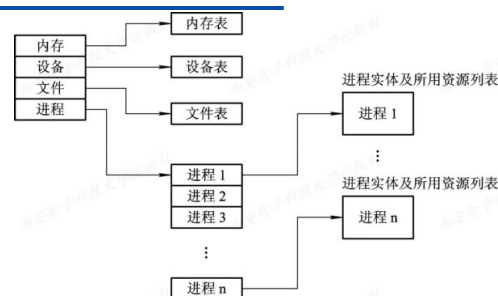 内存
设备
文件
进程
内存表
设备表
文件表
进程 1
进程 2
进程 3
⋮
进程 n
进程实体及所用资源列表
进程 1
⋮
进程实体及所用资源列表
进程 n